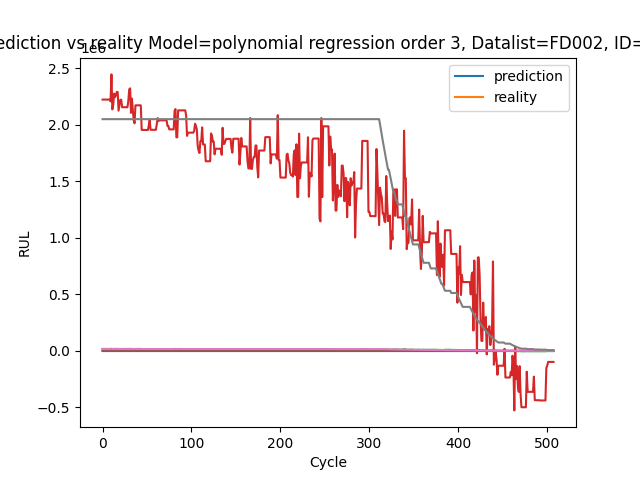 ediction vs reality Model=polynomial regression order 3, Datalist=FD002, ID=
1e6
2.5
2.0
1.5
1.0
0.5
0.0
−0.5
RUL
prediction
reality
0 100 200 300 400 500
Cycle